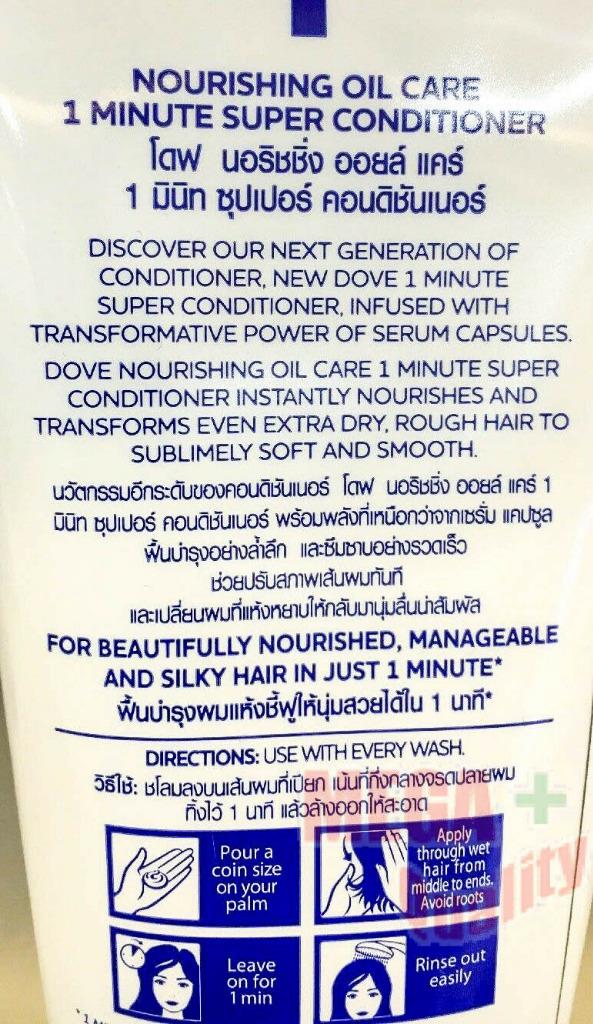 NOURISHING OIL CARE
1 MINUTE SUPER CONDITIONER
โดฟ นอริชชิ่ง ออยล์ แคร์
1 มินิท ซุปเปอร์ คอนดิชันเนอร์
DISCOVER OUR NEXT GENERATION OF
CONDITIONER, NEW DOVE 1 MINUTE
SUPER CONDITIONER, INFUSED WITH
TRANSFORMATIVE POWER OF SERUM CAPSULES.
DOVE NOURISHING OIL CARE 1 MINUTE SUPER
CONDITIONER INSTANTLY NOURISHES AND
TRANSFORMS EVEN EXTRA DRY, ROUGH HAIR TO
SUBLIMELY SOFT AND SMOOTH.
นวัตกรรมอีกระดับของคอนดิชันเนอร์ โดฟ นอริชชิ่ง ออยล์ แคร์ 1
มินิท ซุปเปอร์ คอนดิชันเนอร์ พร้อมพลังที่เหนือกว่าจากเซรั่ม แคปซูล
ฟื้นบำรุงอย่างล้ำลึก และซึมซาบอย่างรวดเร็ว
ช่วยปรับสภาพเส้นผมทันที
และเปลี่ยนผมที่แห้งหยาบให้กลับมานุ่มลื่นน่าสัมผัส
FOR BEAUTIFULLY NOURISHED, MANAGEABLE
AND SILKY HAIR IN JUST 1 MINUTE*
ฟื้นบำรุงผมแห้งชี้ฟูให้นุ่มสวยได้ใน 1 นาที*
DIRECTIONS: USE WITH EVERY WASH.
วิธีใช้: ชโลมลงบนเส้นผมที่เปียก เน้นที่กึ่งกลางจรดปลายผม
ทิ้งไว้ 1 นาที แล้วล้างออกให้สะอาด
Pour a
coin size
on your
palm
Apply
through wet
hair from
middle to ends.
Avoid roots
Leave
on for
1 min
Rinse out
easily
MEGA +
Quality